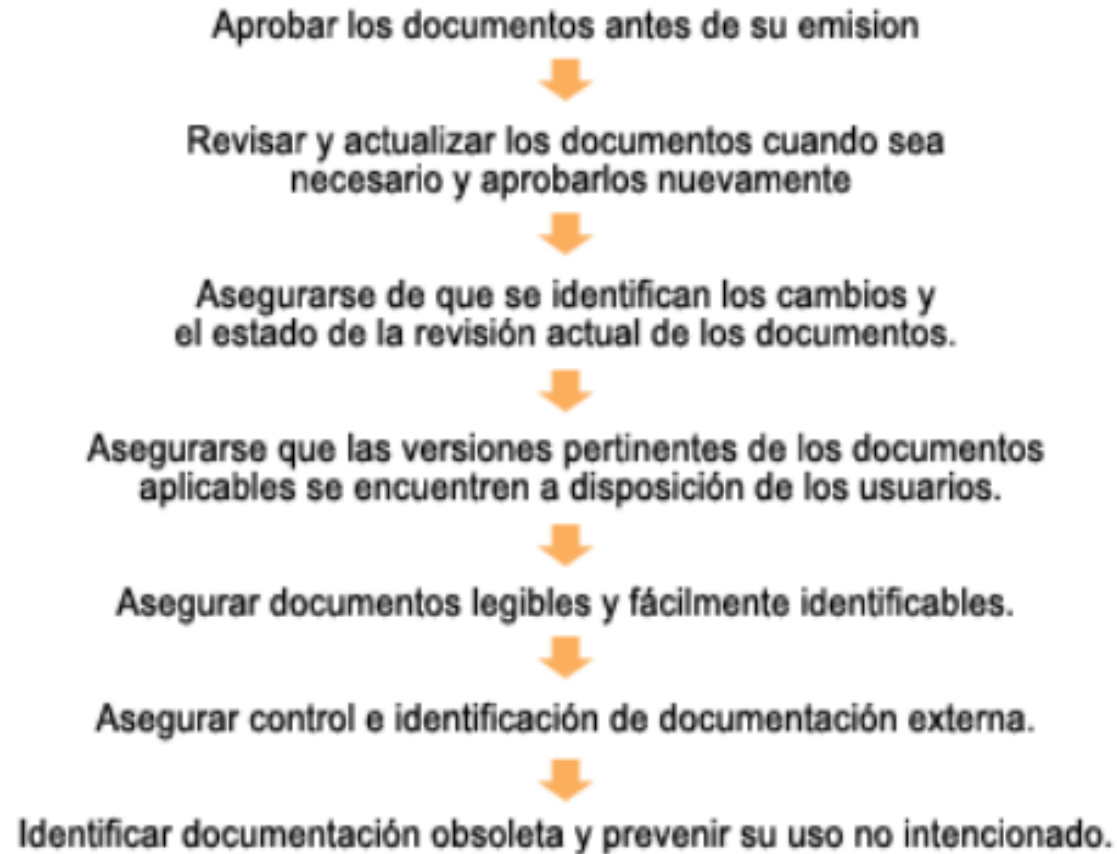 Aprobar los documentos antes de su emision
Revisar y actualizar los documentos cuando sea
necesario y aprobarlos nuevamente
Asegurarse de que se identifican los cambios y
el estado de la revisión actual de los documentos.
Asegurarse que las versiones pertinentes de los documentos
aplicables se encuentren a disposición de los usuarios.
Asegurar documentos legibles y fácilmente identificables.
Asegurar control e identificación de documentación externa.
Identificar documentación obsoleta y prevenir su uso no intencionado.